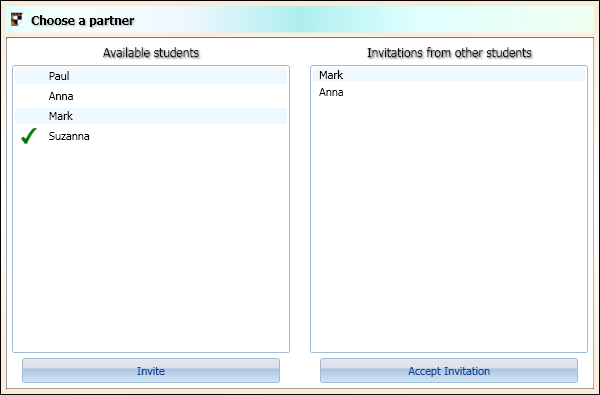 Choose a partner
Available students
Paul
Anna
Mark
Suzanna
Invite
Invitations from other students
Mark
Anna
Accept Invitation